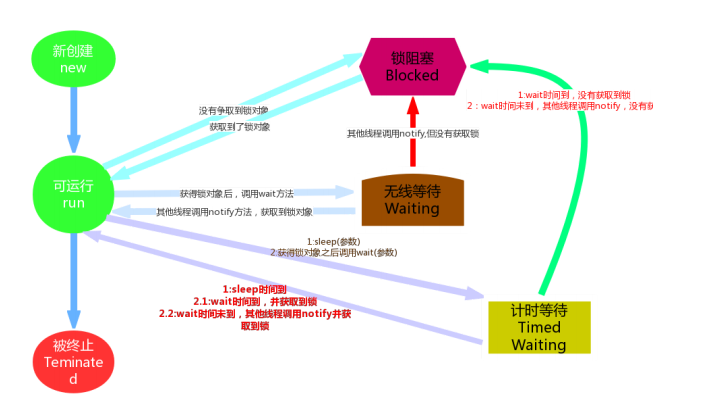 新创建
new
锁阻塞
Blocked
1:wait时间到，没有获取到锁
2：wait时间未到，其他线程调用notify，没有获
没有争取到锁对象
获取到了锁对象
其他线程调用notify,但没有获取锁
可运行
run
获得锁对象后，调用wait方法
其他线程调用notify方法，获取到锁对象
无线等待
Waiting
1:sleep(参数)
2:获得锁对象之后调用wait(参数)
1:sleep时间到
2.1:wait时间到，并获取到锁
2.2:wait时间未到，其他线程调用notify并获
取到锁
计时等待
Timed
Waiting
被终止
Teminate
d